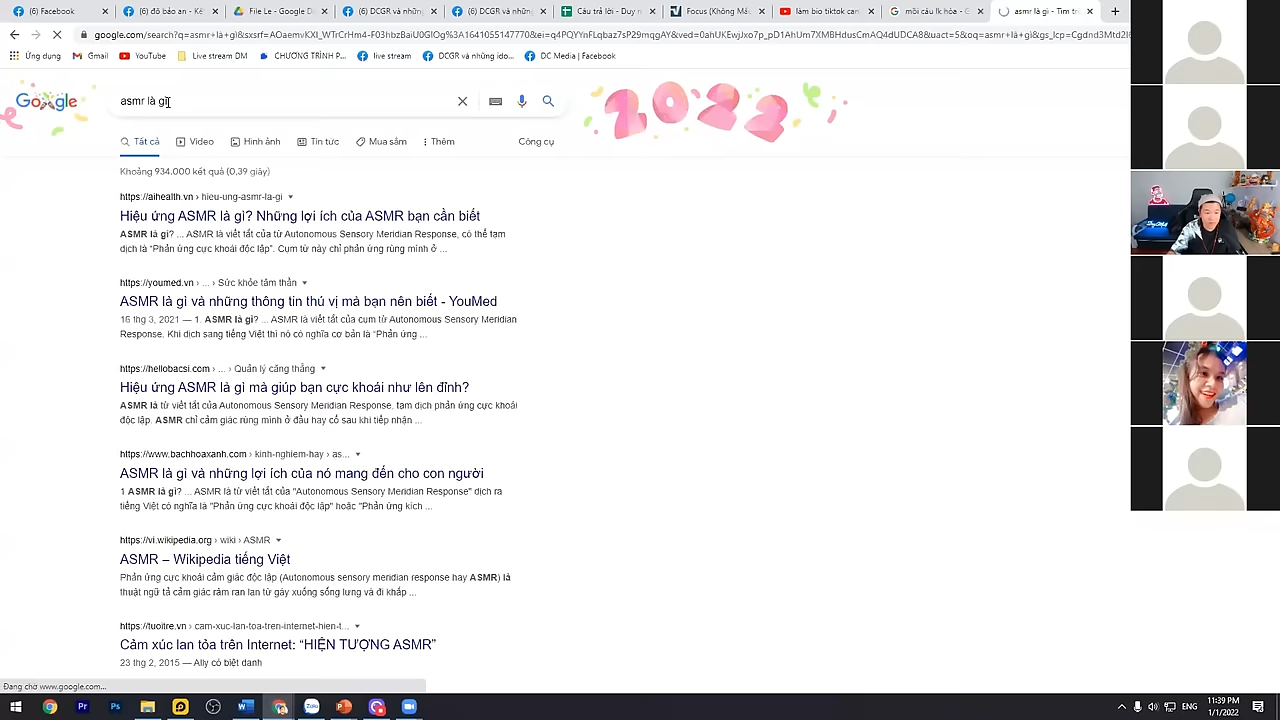 (6) Facebook
(6) đồ bảo an - Kê
File Le - Google D
(6) DCGR và nhữn
(6) DCGR và nhữn
Câu trả lời - Duy n
Focus (Không Mà
làm bio tiktok can
mồi câu lk hòa - G
asmr là gì - Tìm tr
google.com/search?q=asmr+là+gì&sxsrf=AOaemvKXI_WTrCrHm4-F03hbzBaiU0GIOg%3A1641055147770&ei=q4PQYYnFLqbaz7sP29mqgAY&ved=0ahUKEwjJxo7p_pD1AhUm7XMBHdusCmAQ4dUDCA8&uact=5&oq=asmr+là+gì&gs_lcp=Cgdnd3Mtd2l6
Ứng dụng
Gmail
YouTube
Live stream DM
CHƯƠNG TRÌNH P...
live stream
DCGR và những ido...
DC Media | Facebook
Google
asmr là gì
2022
Tất cả
Video
Hình ảnh
Tin tức
Mua sắm
Thêm
Công cụ
Khoảng 934.000 kết quả (0,39 giây)
https://aihealth.vn › hieu-ung-asmr-la-gi
Hiệu ứng ASMR là gì? Những lợi ích của ASMR bạn cần biết
ASMR là gì? ... ASMR là viết tắt của từ Autonomous Sensory Meridian Response, có thể tạm
dịch là “Phản ứng cực khoái độc lập”. Cụm từ này chỉ phản ứng rùng mình ở ...
https://youmed.vn › ... › Sức khỏe tâm thần
ASMR là gì và những thông tin thú vị mà bạn nên biết - YouMed
16 thg 3, 2021 — 1. ASMR là gì? ... ASMR là viết tắt của cụm từ Autonomous Sensory Meridian
Response. Khi dịch sang tiếng Việt thì nó có nghĩa cơ bản là “Phản ứng ...
https://hellobacsi.com › ... › Quản lý căng thẳng
Hiệu ứng ASMR là gì mà giúp bạn cực khoái như lên đỉnh?
ASMR là từ viết tắt của Autonomous Sensory Meridian Response, tạm dịch phản ứng cực khoái
độc lập. ASMR chỉ cảm giác rùng mình ở đầu hay cổ sau khi tiếp nhận ...
https://www.bachhoaxanh.com › kinh-nghiem-hay › as...
ASMR là gì và những lợi ích của nó mang đến cho con người
1 ASMR là gì? ... ASMR là từ viết tắt của "Autonomous Sensory Meridian Response" dịch ra
tiếng Việt có nghĩa là "Phản ứng cực khoái độc lập" hoặc "Phản ứng kích ...
https://vi.wikipedia.org › wiki › ASMR
ASMR – Wikipedia tiếng Việt
Phản ứng cực khoái cảm giác độc lập (Autonomous sensory meridian response hay ASMR) là
thuật ngữ tả cảm giác râm ran lan từ gáy xuống sống lưng và đi khắp ...
https://tuoitre.vn › cam-xuc-lan-toa-tren-internet-hien-t...
Cảm xúc lan tỏa trên Internet: “HIỆN TƯỢNG ASMR”
23 thg 2, 2015 — Ally có biệt danh
Đang chờ www.google.com...
ENG
11:39 PM
1/1/2022